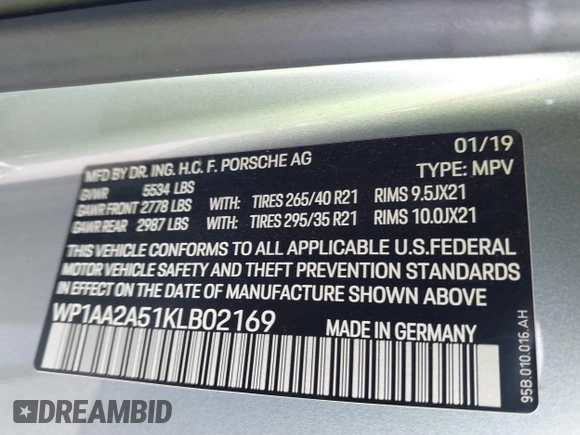 MFD BY DR. ING. H.C. F. PORSCHE AG 01/19
GVWR 5534 LBS TYPE: MPV
GAWR FRONT 2778 LBS WITH: TIRES 265/40 R21 RIMS 9.5JX21
GAWR REAR 2987 LBS WITH: TIRES 295/35 R21 RIMS 10.0JX21
THIS VEHICLE CONFORMS TO ALL APPLICABLE U.S.FEDERAL
MOTOR VEHICLE SAFETY AND THEFT PREVENTION STANDARDS
IN EFFECT ON THE DATE OF MANUFACTURE SHOWN ABOVE.
WP1AA2A51KLB02169 MADE IN GERMANY
95B.010.016.AH
DREAMBID